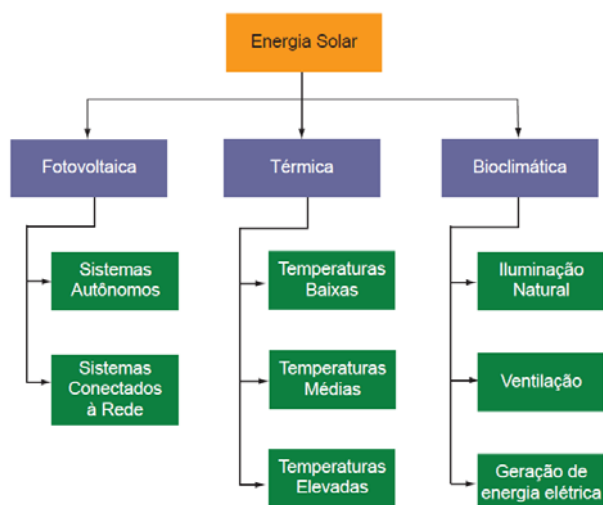 Energia Solar
Fotovoltaica
Térmica
Bioclimática
Sistemas
Autônomos
Temperaturas
Baixas
Iluminação
Natural
Sistemas
Conectados
à Rede
Temperaturas
Médias
Ventilação
Temperaturas
Elevadas
Geração de
energia elétrica